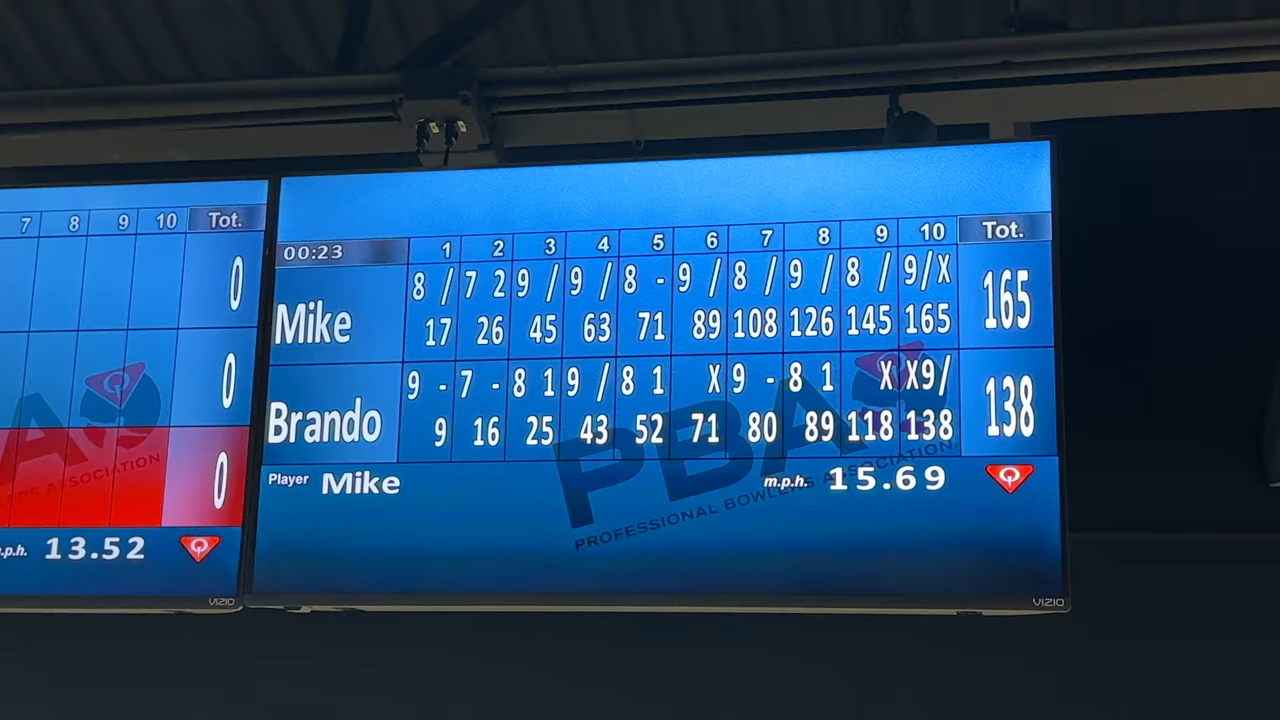 7 8 9 10 Tot.
0
0
0
A
ASSOCIATION
m.p.h. 13.52
VIZIO
00:23 1 2 3 4 5 6 7 8 9 10 Tot.
Mike 8 / 7 2 9 / 9 / 8 - 9 / 8 / 9 / 8 / 9/X 165
17 26 45 63 71 89 108 126 145 165
Brando 9 - 7 - 8 1 9 / 8 1 X 9 - 8 1 X X9/ 138
9 16 25 43 52 71 80 89 118 138
PBA
PROFESSIONAL BOWLERS ASSOCIATION
Player Mike m.p.h. 15.69
VIZIO